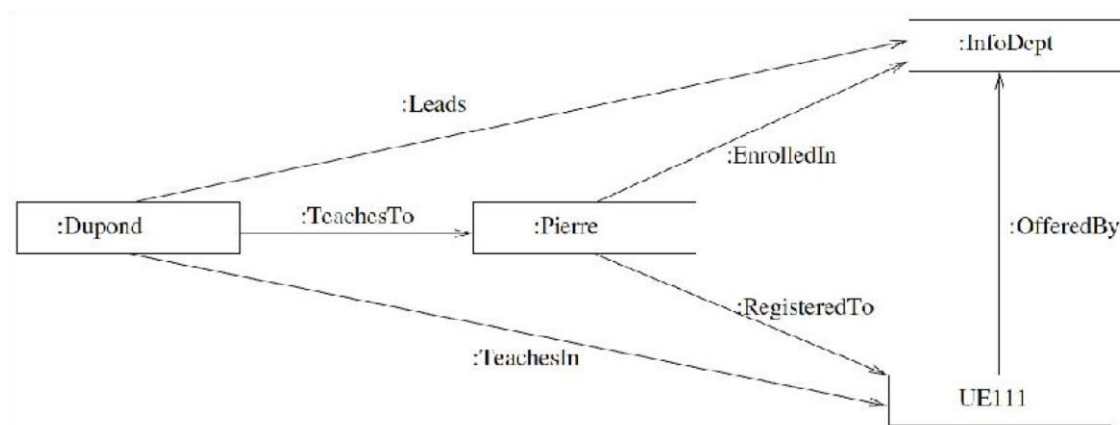 :InfoDept
:Leads
:EnrolledIn
:TeachesTo
:Dupond
:Pierre
:OfferedBy
:RegisteredTo
:TeachesIn
UE111